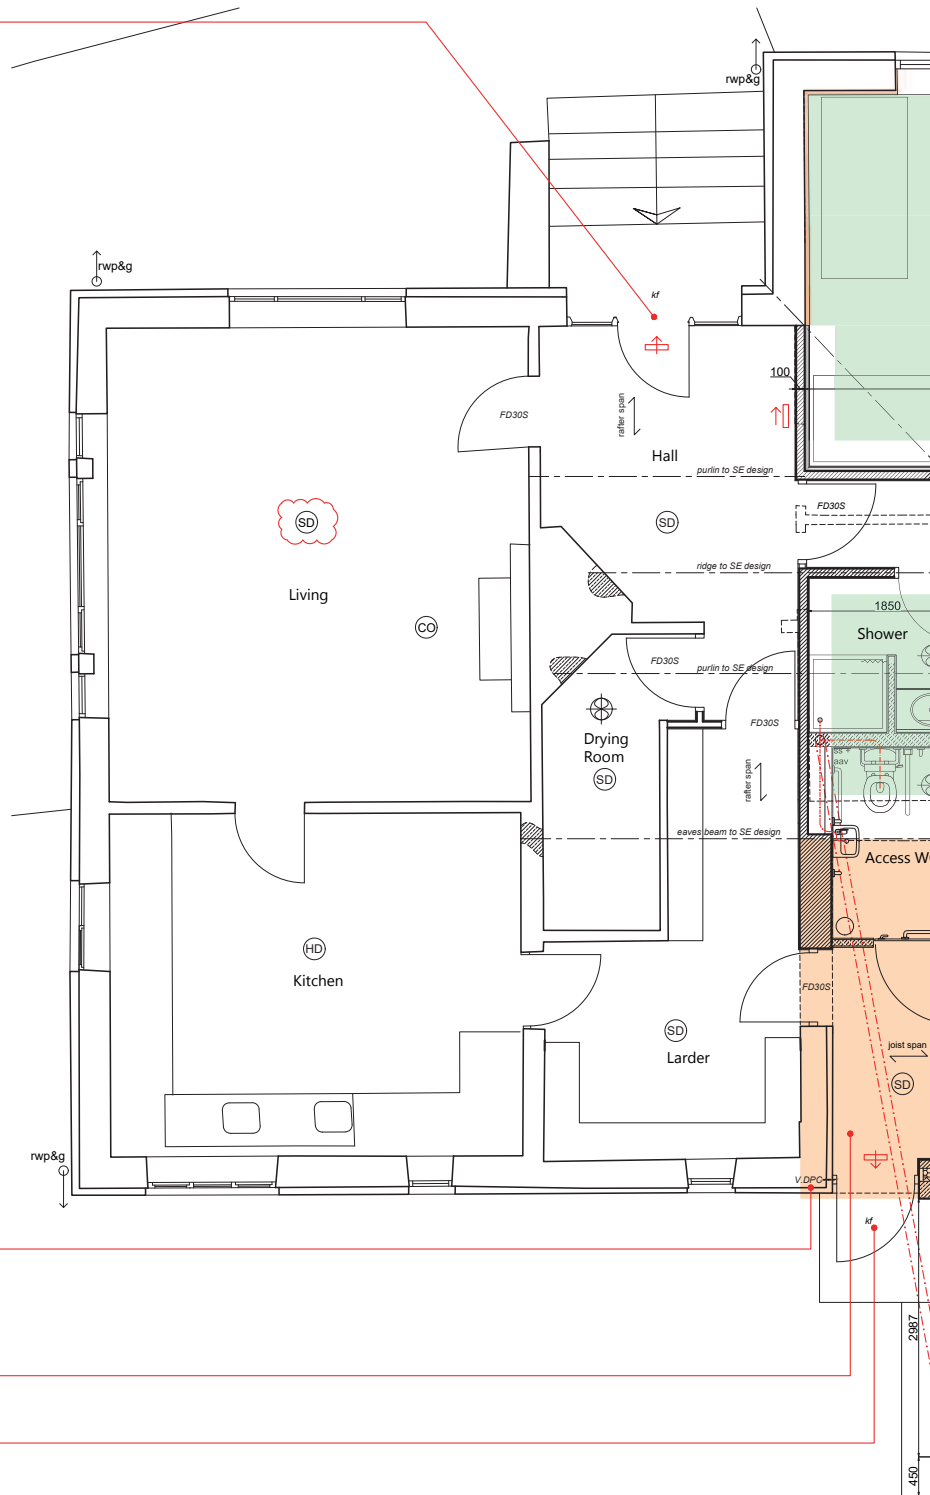 rwp&g
rwp&g
kf
100
FD30S
rafter span
Hall
purlin to SE design
FD30S
SD
SD
ridge to SE design
Living
1850
CO
Shower
FD30S
purlin to SE design
FD30S
Drying
Room
SD
ss +
aav
rafter span
eaves beam to SE design
HD
Kitchen
FD30S
SD
Larder
joist span
SD
rwp&g
V.DPC
kf
2987
450